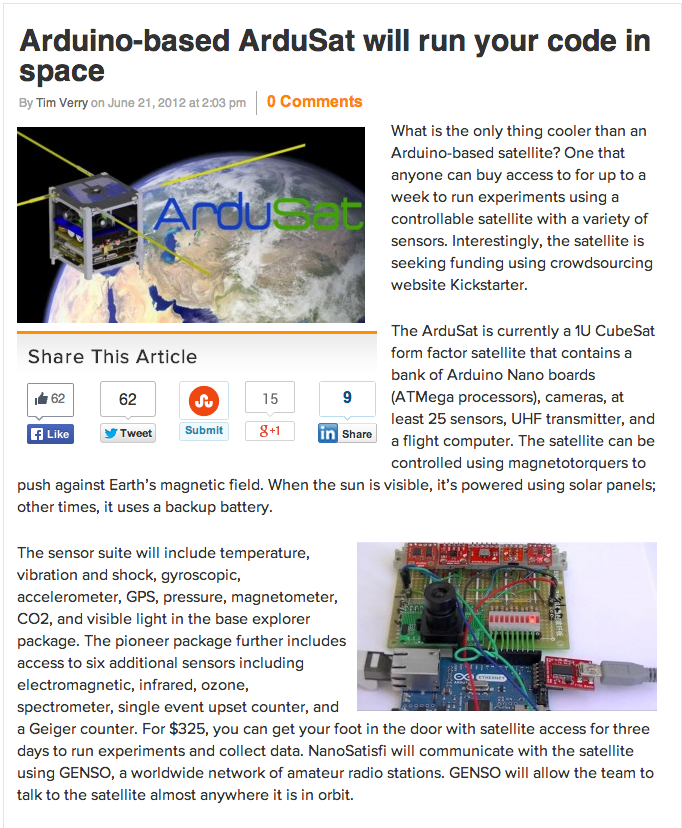 Arduino-based ArduSat will run your code in
space
By Tim Verry on June 21, 2012 at 2:03 pm 0 Comments
ArduSat
What is the only thing cooler than an
Arduino-based satellite? One that
anyone can buy access to for up to a
week to run experiments using a
controllable satellite with a variety of
sensors. Interestingly, the satellite is
seeking funding using crowdsourcing
website Kickstarter.
Share This Article
62
62
15
9
Like
Tweet
Submit
g+1
in Share
The ArduSat is currently a 1U CubeSat
form factor satellite that contains a
bank of Arduino Nano boards
(ATMega processors), cameras, at
least 25 sensors, UHF transmitter, and
a flight computer. The satellite can be
controlled using magnetotorquers to
push against Earth's magnetic field. When the sun is visible, it's powered using solar panels;
other times, it uses a backup battery.
The sensor suite will include temperature,
vibration and shock, gyroscopic,
accelerometer, GPS, pressure, magnetometer,
CO2, and visible light in the base explorer
package. The pioneer package further includes
access to six additional sensors including
electromagnetic, infrared, ozone,
spectrometer, single event upset counter, and
a Geiger counter. For $325, you can get your foot in the door with satellite access for three
days to run experiments and collect data. NanoSatisfi will communicate with the satellite
using GENSO, a worldwide network of amateur radio stations. GENSO will allow the team to
talk to the satellite almost anywhere it is in orbit.
ETHERNET